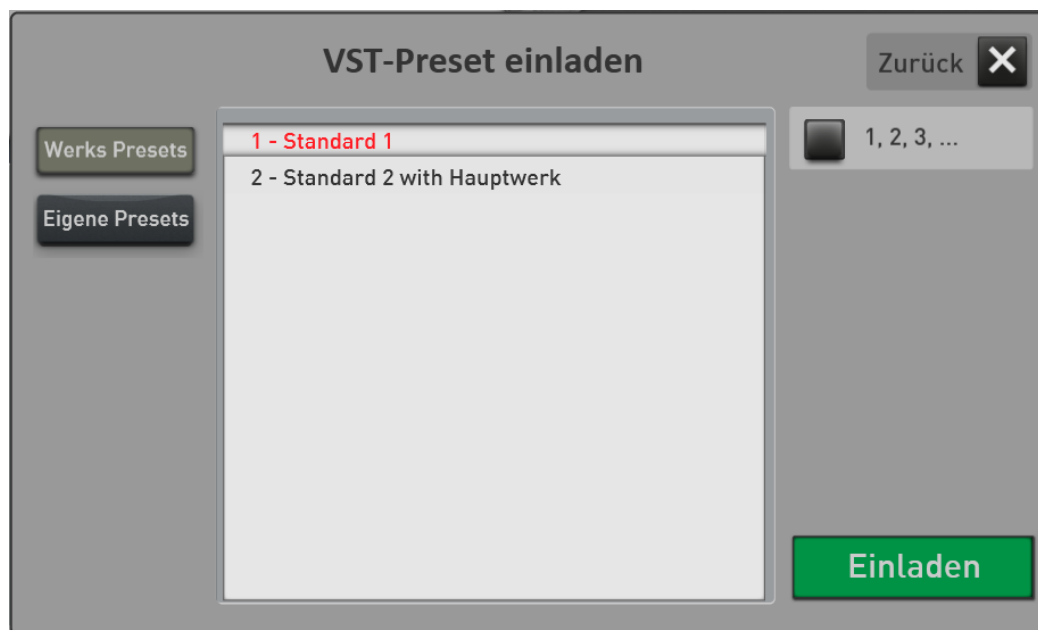 VST-Preset einladen
Zurück
Werks Presets
Eigene Presets
1 - Standard 1
2 - Standard 2 with Hauptwerk
1, 2, 3, ...
Einladen